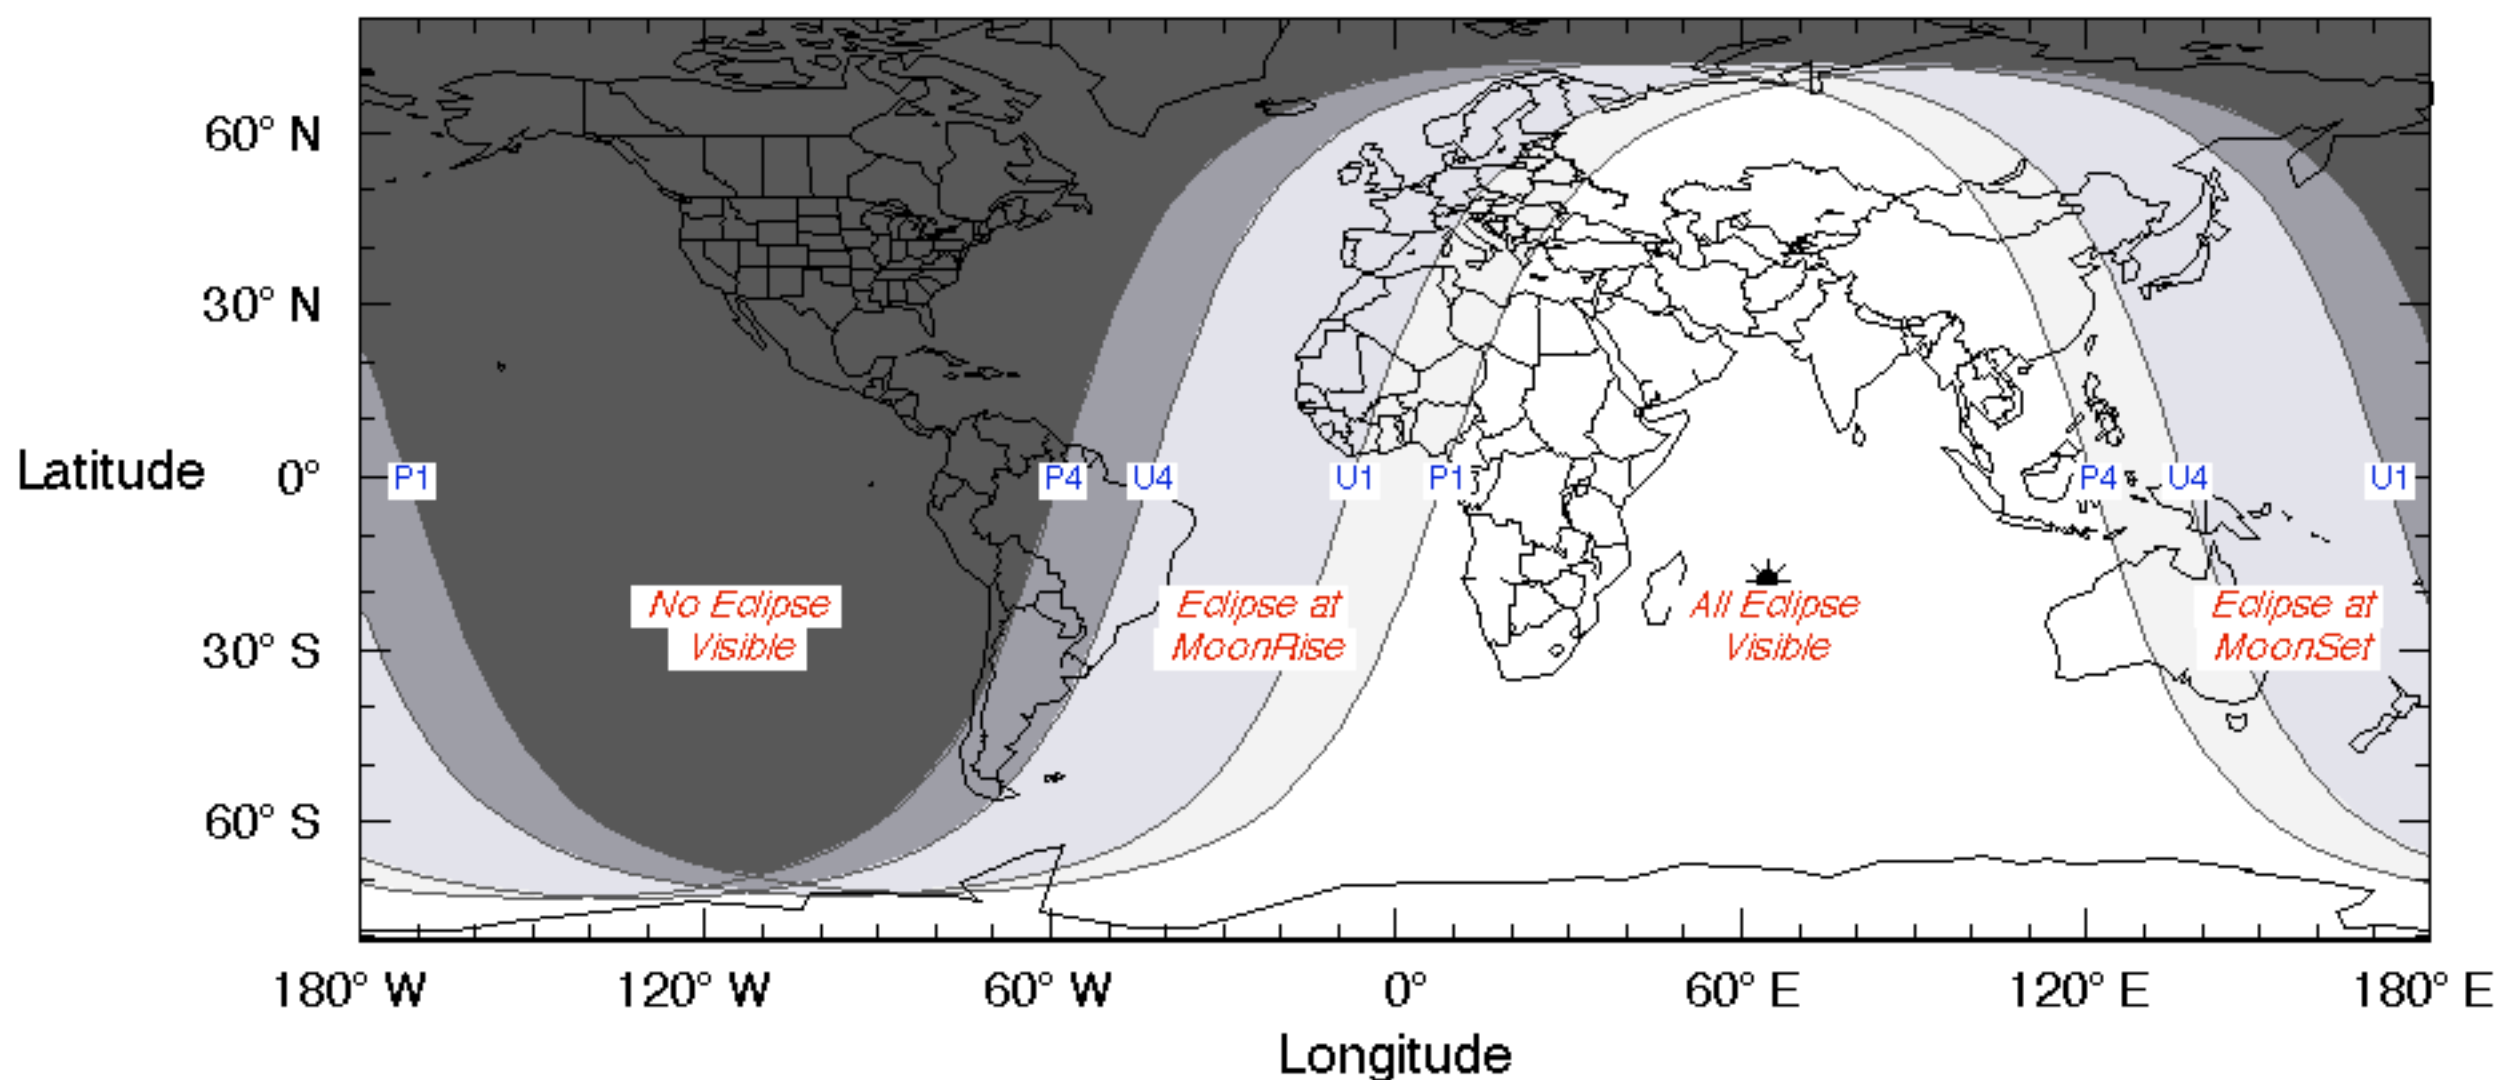 60° N
30° N
Latitude 0°
P1 P4 U4 U1 P1 P4 U4 U1
No Eclipse Visible
Eclipse at MoonRise
All Eclipse Visible
Eclipse at MoonSet
30° S
60° S
180° W 120° W 60° W 0° 60° E 120° E 180° E
Longitude